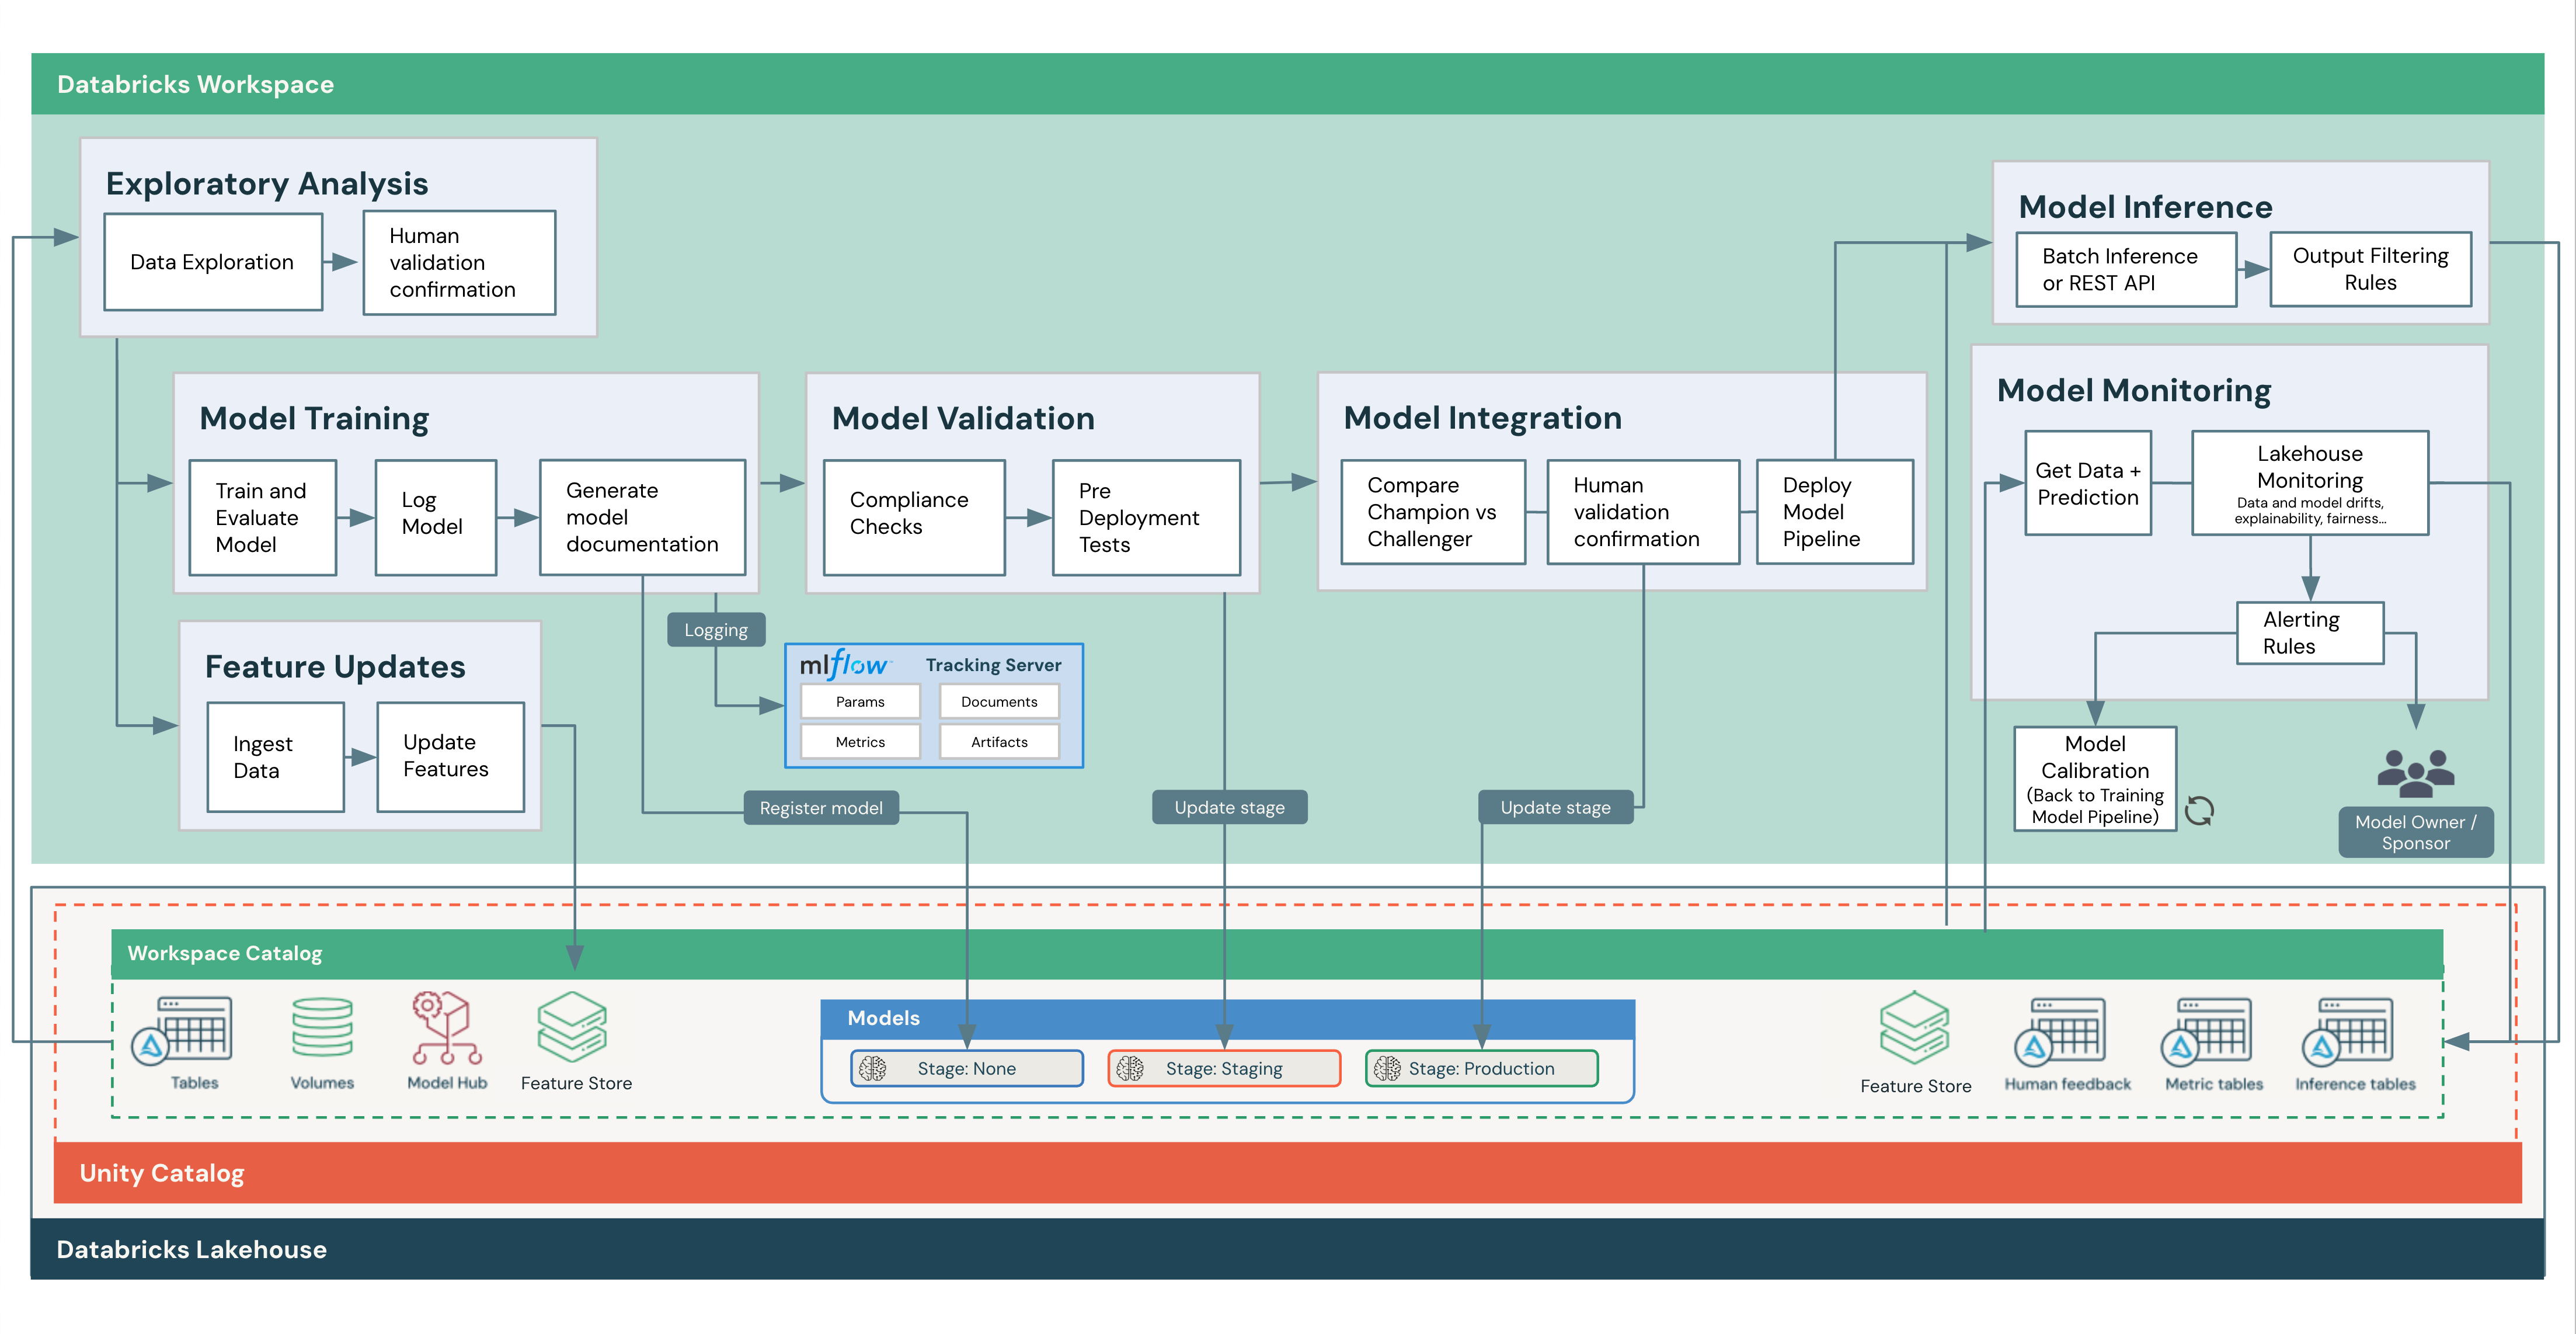 Databricks Workspace
Exploratory Analysis
Data Exploration
Human
validation
confirmation
Model Training
Train and
Evaluate
Model
Log
Model
Generate
model
documentation
Feature Updates
Ingest
Data
Update
Features
Logging
mlflow™ Tracking Server
Params
Documents
Metrics
Artifacts
Register model
Model Validation
Compliance
Checks
Pre
Deployment
Tests
Update stage
Model Integration
Compare
Champion vs
Challenger
Human
validation
confirmation
Deploy
Model
Pipeline
Update stage
Model Inference
Batch Inference
or REST API
Output Filtering
Rules
Model Monitoring
Get Data +
Prediction
Lakehouse
Monitoring
Data and model drifts,
explainability, fairness...
Alerting
Rules
Model
Calibration
(Back to Training
Model Pipeline)
Model Owner /
Sponsor
Workspace Catalog
Tables
Volumes
Model Hub
Feature Store
Models
Stage: None
Stage: Staging
Stage: Production
Feature Store
Human feedback
Metric tables
Inference tables
Unity Catalog
Databricks Lakehouse